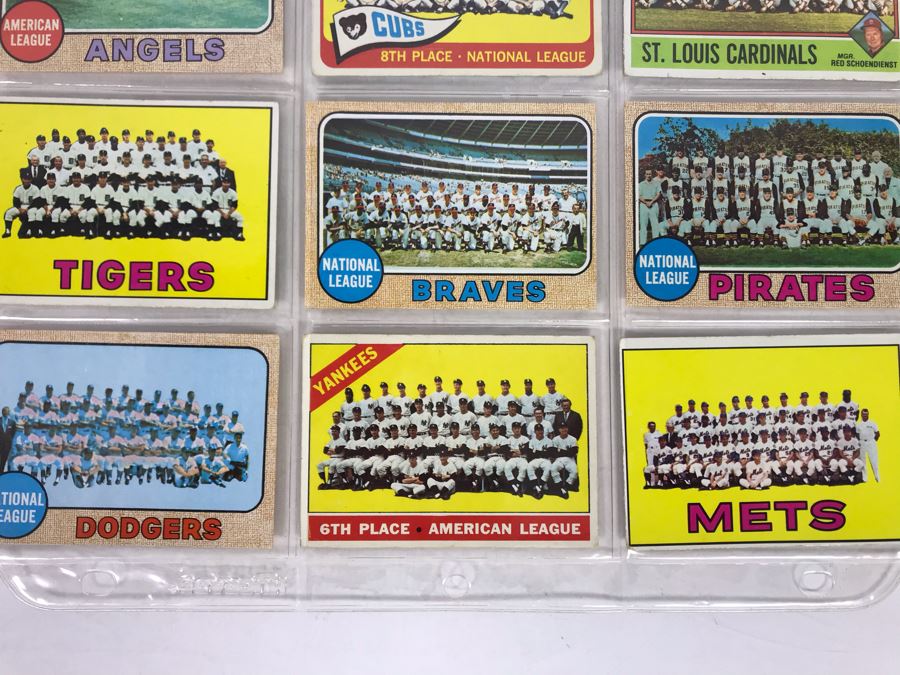 AMERICAN
LEAGUE
ANGELS
CUBS
8TH PLACE · NATIONAL LEAGUE
ST. LOUIS CARDINALS
MGR.
RED SCHOENDIENST
TIGERS
NATIONAL
LEAGUE
BRAVES
NATIONAL
LEAGUE
PIRATES
TIONAL
EAGUE
DODGERS
YANKEES
6TH PLACE · AMERICAN LEAGUE
METS